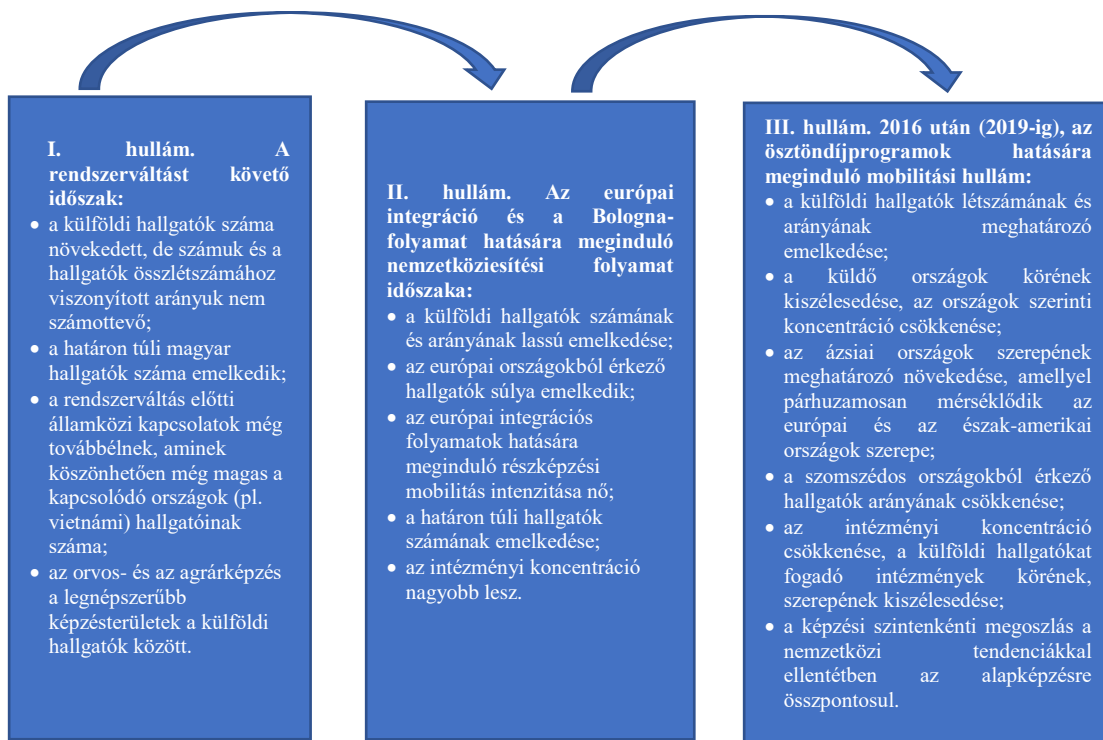 I. hullám. A
rendszerváltást követő
időszak:
• a külföldi hallgatók száma
növekedett, de számuk és a
hallgatók összlétszámához
viszonyított arányuk nem
számottevő;
• a határon túli magyar
hallgatók száma emelkedik;
• a rendszerváltás előtti
államközi kapcsolatok még
továbbélnek, aminek
köszönhetően még magas a
kapcsolódó országok (pl.
vietnámi) hallgatóinak
száma;
• az orvos- és az agrárképzés
a legnépszerűbb
képzésterületek a külföldi
hallgatók között.
II. hullám. Az európai
integráció és a Bologna-
folyamat hatására meginduló
nemzetköziesítési folyamat
időszaka:
• a külföldi hallgatók számának
és arányának lassú emelkedése;
• az európai országokból érkező
hallgatók súlya emelkedik;
• az európai integrációs
folyamatok hatására
meginduló részképzési
mobilitás intenzitása nő;
• a határon túli hallgatók
számának emelkedése;
• az intézményi koncentráció
nagyobb lesz.
III. hullám. 2016 után (2019-ig), az
ösztöndíjprogramok hatására
meginduló mobilitási hullám:
• a külföldi hallgatók létszámának és
arányának meghatározó
emelkedése;
• a küldő országok körének
kiszélesedése, az országok szerinti
koncentráció csökkenése;
• az ázsiai országok szerepének
meghatározó növekedése, amellyel
párhuzamosan mérséklődik az
európai és az észak-amerikai
országok szerepe;
• a szomszédos országokból érkező
hallgatók arányának csökkenése;
• az intézményi koncentráció
csökkenése, a külföldi hallgatókat
fogadó intézmények körének,
szerepének kiszélesedése;
• a képzési szintenkénti megoszlás a
nemzetközi tendenciákkal
ellentétben az alapképzésre
összpontosul.